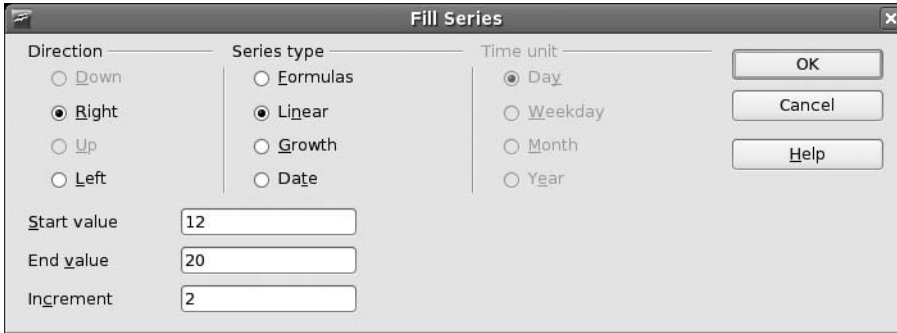 Fill Series
Direction
Down
Right
Up
Left
Series type
Formulas
Linear
Growth
Date
Time unit
Day
Weekday
Month
Year
OK
Cancel
Help
Start value 12
End value 20
Increment 2